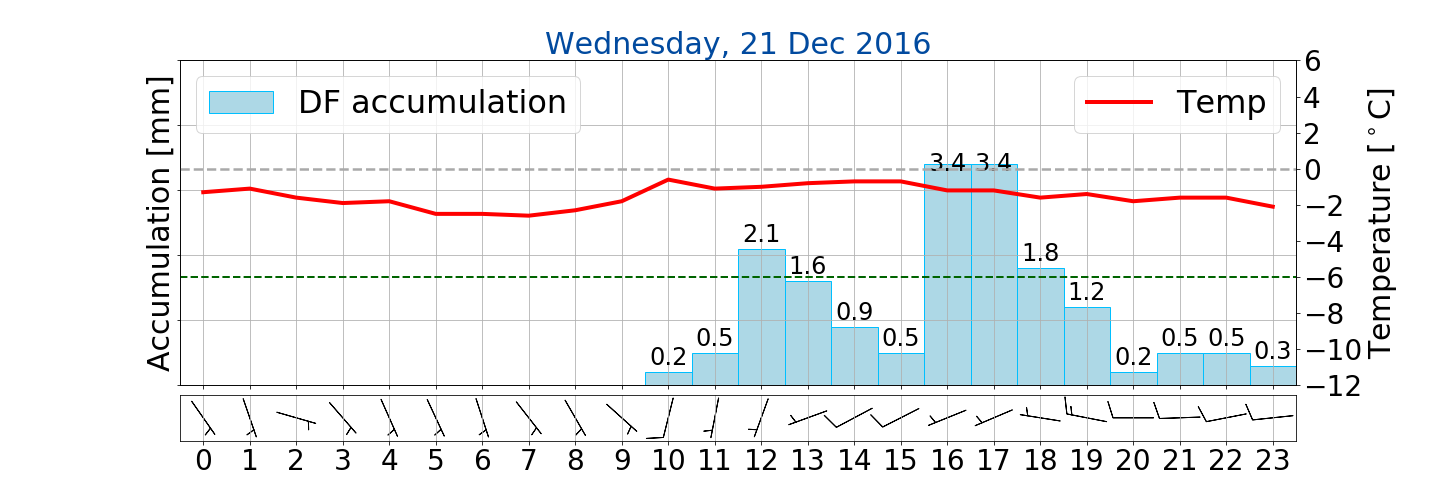 Wednesday, 21 Dec 2016
DF accumulation
Temp
Accumulation [mm]
Temperature [°C]
6
4
2
0
−2
−4
−6
−8
−10
−12
3.4 3.4
2.1
1.8
1.6
1.2
0.9
0.5 0.5 0.5 0.5
0.2 0.2 0.3
0 1 2 3 4 5 6 7 8 9 10 11 12 13 14 15 16 17 18 19 20 21 22 23